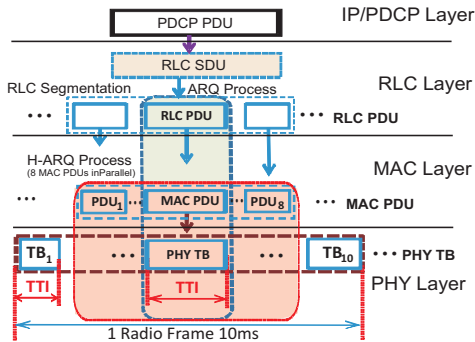 IP/PDCP Layer
PDCP PDU
RLC SDU
RLC Layer
RLC Segmentation
ARQ Process
••• RLC PDU ••• RLC PDU
H-ARQ Process
(8 MAC PDUs inParallel)
MAC Layer
••• PDU1 ••• MAC PDU ••• PDU8 ••• MAC PDU
TB1 ••• PHY TB ••• TB10 ••• PHY TB
TTI TTI
PHY Layer
1 Radio Frame 10ms